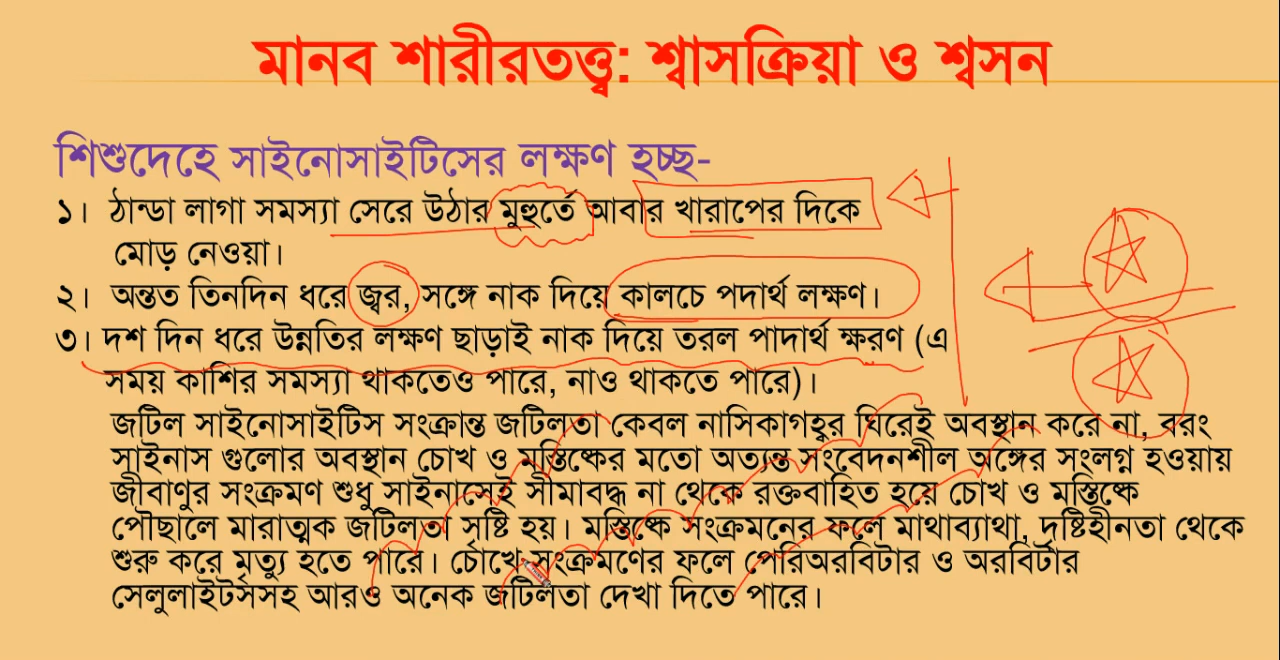 মানব শারীরতত্ত্ব: শ্বাসক্রিয়া ও শ্বসন
শিশুদেহে সাইনোসাইটিসের লক্ষণ হচ্ছ-
১। ঠান্ডা লাগা সমস্যা সেরে উঠার মুহুর্তে আবার খারাপের দিকে
মোড় নেওয়া।
২। অন্তত তিনদিন ধরে জ্বর, সঙ্গে নাক দিয়ে কালচে পদার্থ লক্ষণ।
৩। দশ দিন ধরে উন্নতির লক্ষণ ছাড়াই নাক দিয়ে তরল পাদার্থ ক্ষরণ (এ
সময় কাশির সমস্যা থাকতেও পারে, নাও থাকতে পারে)।
জটিল সাইনোসাইটিস সংক্রান্ত জটিলতা কেবল নাসিকাগহ্বর ঘিরেই অবস্থান করে না, বরং
সাইনাস গুলোর অবস্থান চোখ ও মস্তিষ্কের মতো অত্যন্ত সংবেদনশীল অঙ্গের সংলগ্ন হওয়ায়
জীবাণুর সংক্রমণ শুধু সাইনাসেই সীমাবদ্ধ না থেকে রক্তবাহিত হয়ে চোখ ও মস্তিষ্কে
পৌছালে মারাত্মক জটিলতা সৃষ্টি হয়। মস্তিষ্কে সংক্রমনের ফলে মাথাব্যাথা, দৃষ্টিহীনতা থেকে
শুরু করে মৃত্যু হতে পারে। চোখে সংক্রমণের ফলে পেরিঅরবিটার ও অরবিটার
সেলুলাইটসসহ আরও অনেক জটিলতা দেখা দিতে পারে।